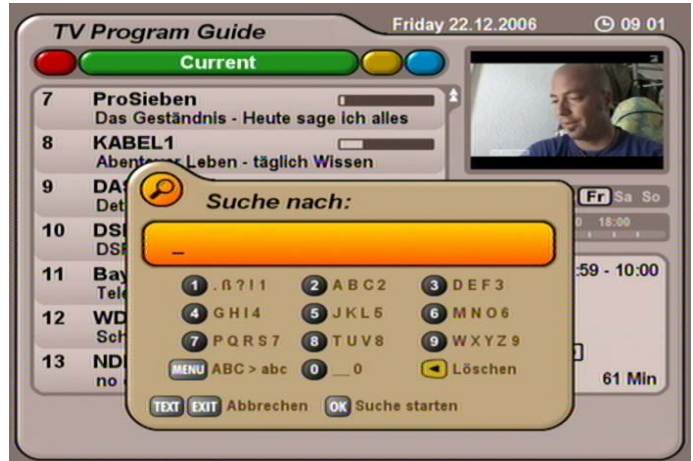 TV Program Guide
Friday 22.12.2006
09 01
Current
7 ProSieben
Das Geständnis - Heute sage ich alles
8 KABEL1
Abenteuer Leben - täglich Wissen
9
10
11
12
13
Fr Sa So
18:00
:59 - 10:00
61 Min
Suche nach:
_
1 . ß ? ! 1
2 A B C 2
3 D E F 3
4 G H I 4
5 J K L 5
6 M N O 6
7 P Q R S 7
8 T U V 8
9 W X Y Z 9
MENU ABC > abc
0 _ 0
Löschen
TEXT EXIT Abbrechen
OK Suche starten